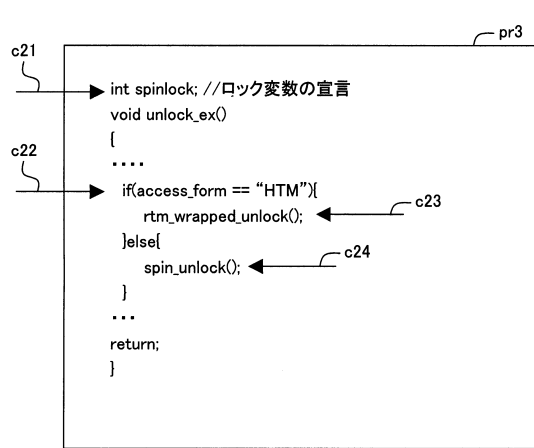 pr3
c21
int spinlock; //ロック変数の宣言
void unlock_ex()
{
････
c22
if(access_form == “HTM”){
rtm_wrapped_unlock();
c23
}else{
spin_unlock();
c24
}
･･･
return;
}